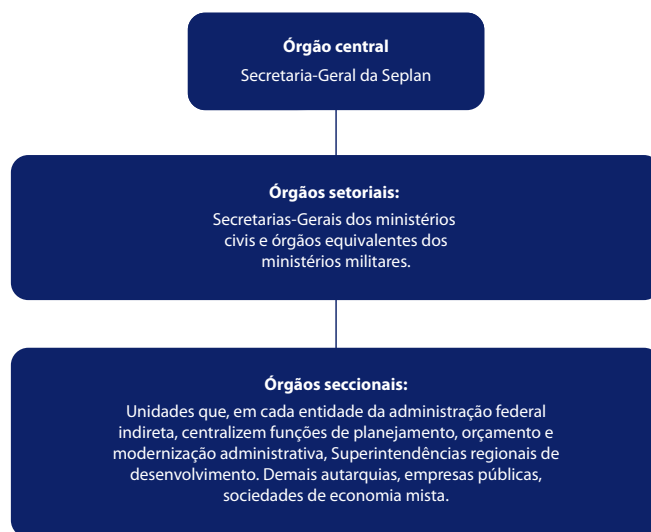 Órgão central
Secretaria-Geral da Seplan
Órgãos setoriais:
Secretarias-Gerais dos ministérios
civis e órgãos equivalentes dos
ministérios militares.
Órgãos seccionais:
Unidades que, em cada entidade da administração federal
indireta, centralizem funções de planejamento, orçamento e
modernização administrativa, Superintendências regionais de
desenvolvimento. Demais autarquias, empresas públicas,
sociedades de economia mista.